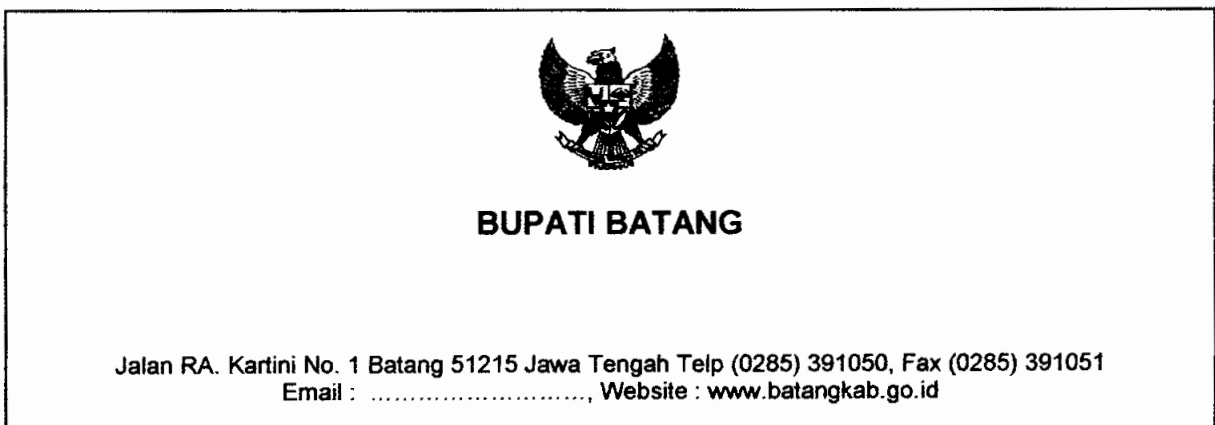 BUPATI BATANG
Jalan RA. Kartini No. 1 Batang 51215 Jawa Tengah Telp (0285) 391050, Fax (0285) 391051
Email : ..........................., Website : www.batangkab.go.id